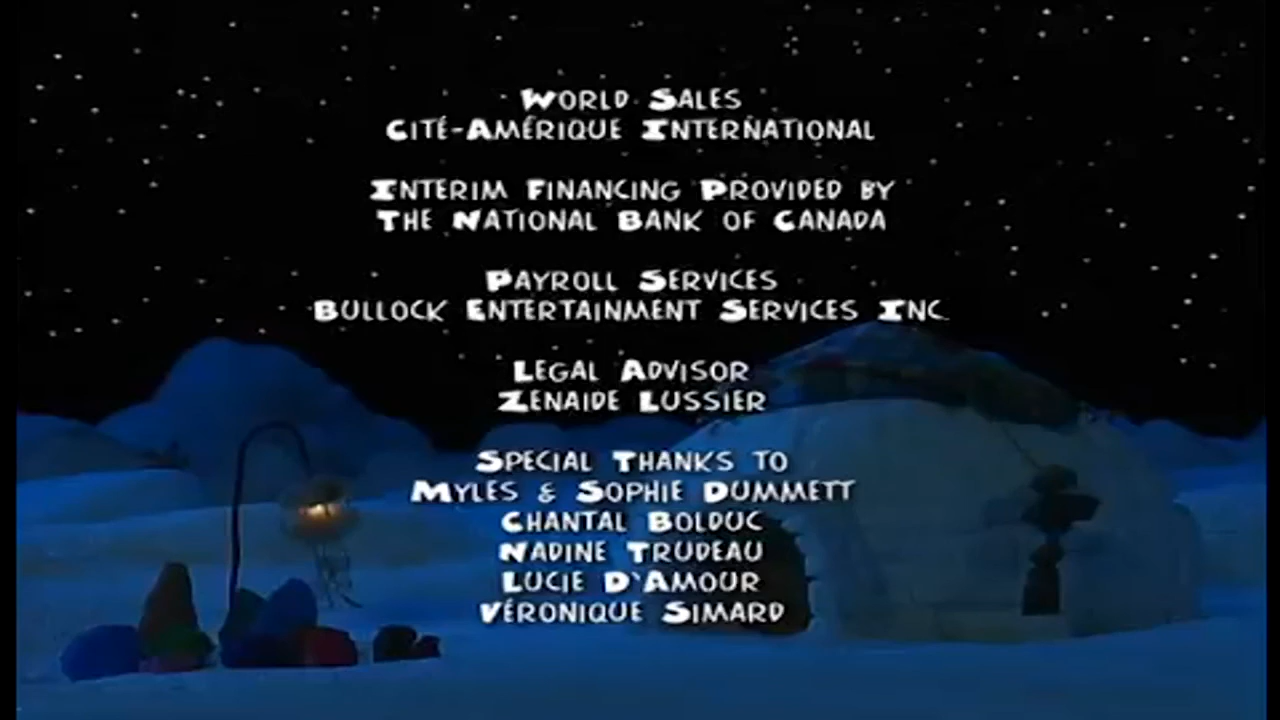 WORLD SALES
CITÉ-AMÉRIQUE INTERNATIONAL
INTERIM FINANCING PROVIDED BY
THE NATIONAL BANK OF CANADA
PAYROLL SERVICES
BULLOCK ENTERTAINMENT SERVICES INC.
LEGAL ADVISOR
ZENAIDE LUSSIER
SPECIAL THANKS TO
MYLES & SOPHIE DUMMETT
CHANTAL BOLDUC
NADINE TRUDEAU
LUCIE D'AMOUR
VÉRONIQUE SIMARD